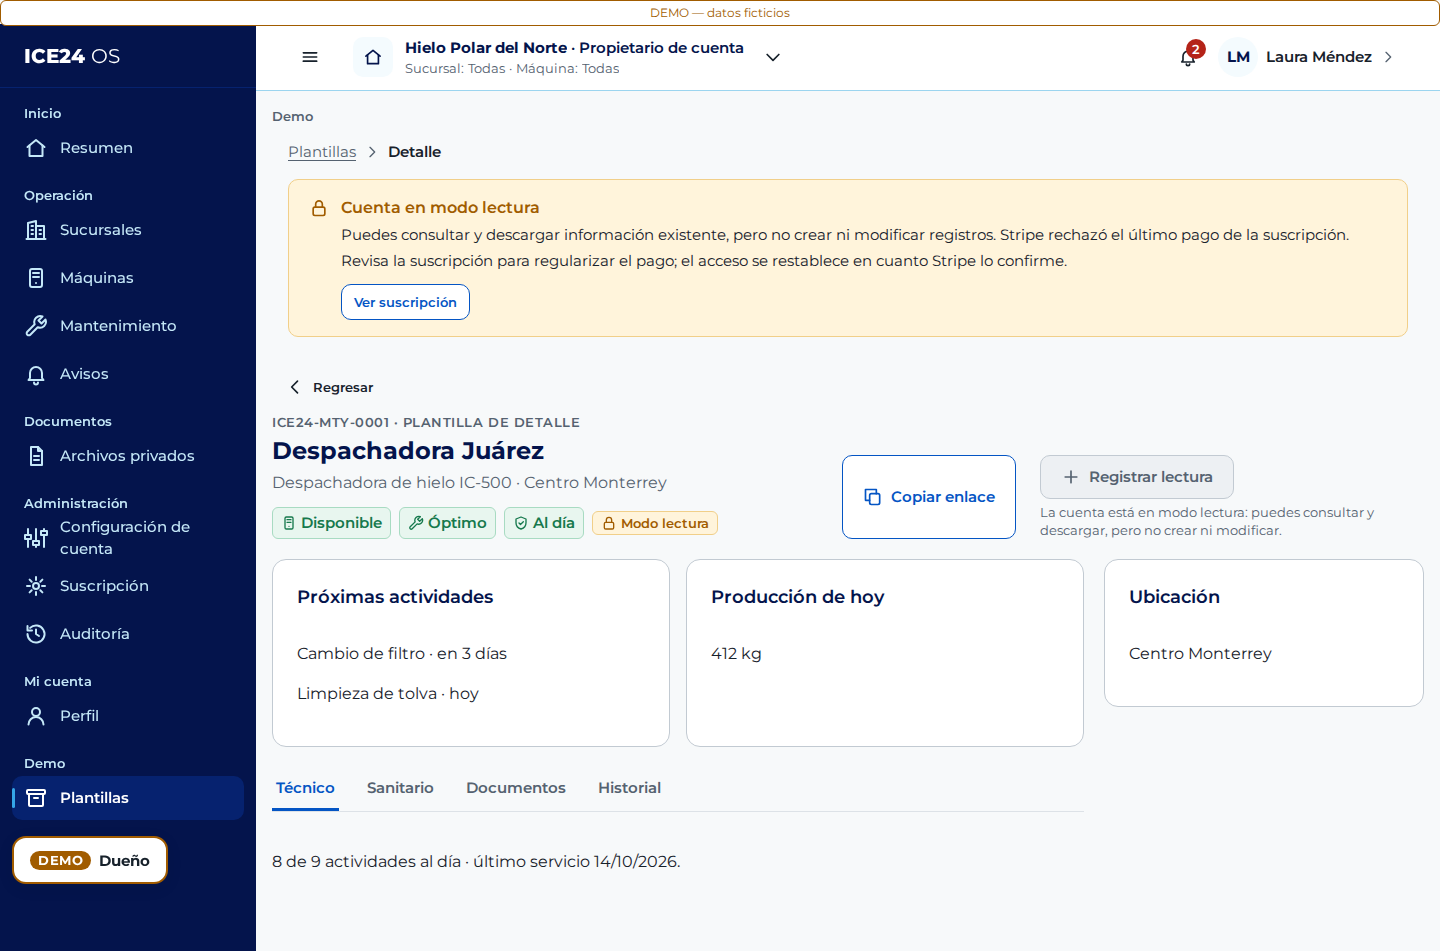 DEMO — datos ficticios
ICE24 OS
Hielo Polar del Norte · Propietario de cuenta
Sucursal: Todas · Máquina: Todas
2
LM
Laura Méndez
Inicio
Resumen
Operación
Sucursales
Máquinas
Mantenimiento
Avisos
Documentos
Archivos privados
Administración
Configuración de
cuenta
Suscripción
Auditoría
Mi cuenta
Perfil
Demo
Plantillas
DEMO Dueño
Demo
Plantillas > Detalle
Cuenta en modo lectura
Puedes consultar y descargar información existente, pero no crear ni modificar registros. Stripe rechazó el último pago de la suscripción.
Revisa la suscripción para regularizar el pago; el acceso se restablece en cuanto Stripe lo confirme.
Ver suscripción
Regresar
ICE24-MTY-0001 · PLANTILLA DE DETALLE
Despachadora Juárez
Despachadora de hielo IC-500 · Centro Monterrey
Disponible
Óptimo
Al día
Modo lectura
Copiar enlace
Registrar lectura
La cuenta está en modo lectura: puedes consultar y
descargar, pero no crear ni modificar.
Próximas actividades
Cambio de filtro · en 3 días
Limpieza de tolva · hoy
Producción de hoy
412 kg
Ubicación
Centro Monterrey
Técnico
Sanitario
Documentos
Historial
8 de 9 actividades al día · último servicio 14/10/2026.